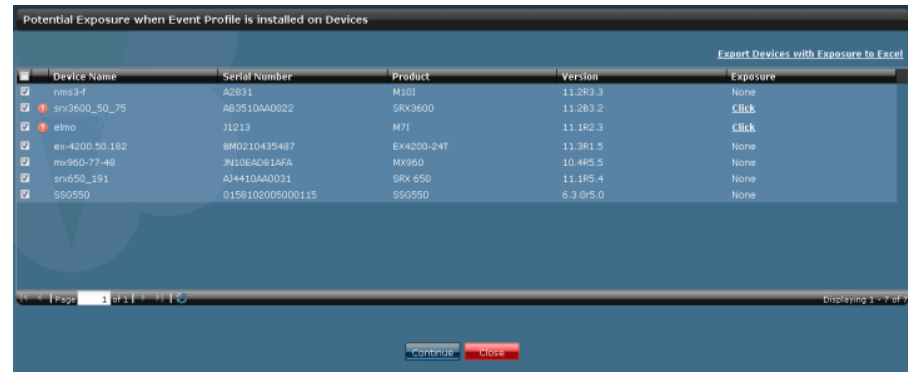 Potential Exposure when Event Profile is installed on Devices
Export Devices with Exposure to Excel
Device Name Serial Number Product Version Exposure
nms3-f A2831 M10I 11.2R3.3 None
srx3600_50_75 AB3510AA0022 SRX3600 11.2B3.2 Click
elmo J1213 M7I 11.1R2.3 Click
ex-4200.50.182 BM0210435487 EX4200-24T 11.3R1.5 None
mx960-77-48 JN10EAD81AFA MX960 10.4R5.5 None
srx650_191 AJ4410AA0031 SRX 650 11.1R5.4 None
SSG550 0158102005000115 SSG550 6.3.0r5.0 None
Page 1 of 1 Displaying 1 - 7 of 7
Continue Close